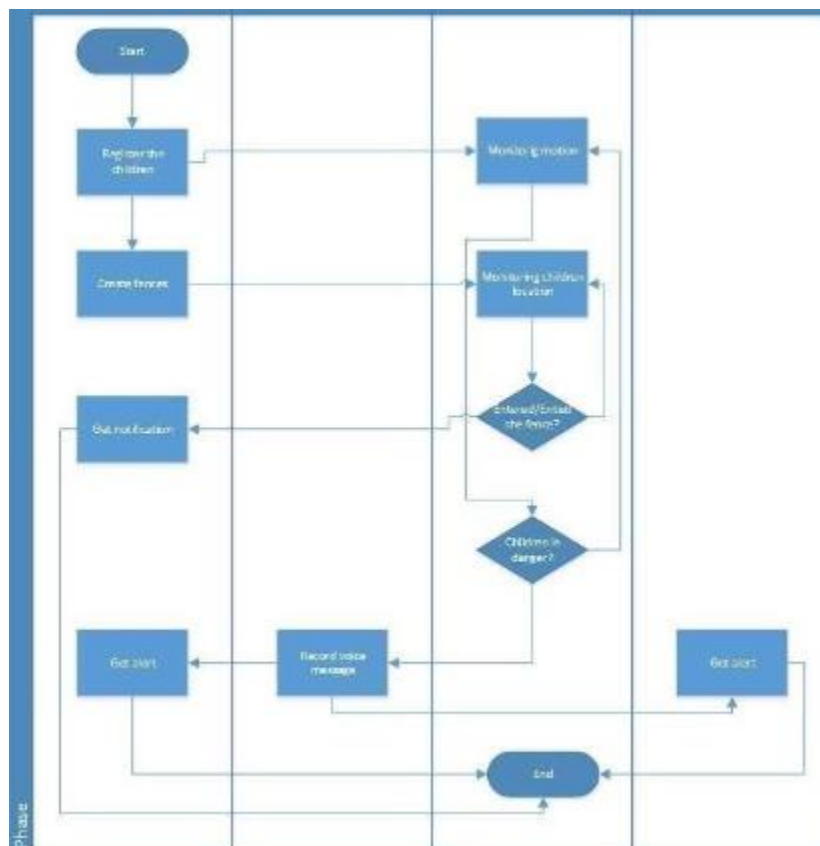 Start
Register the
children
Monitorig motion
Create fences
Monitoring children
location
Get notification
Entered/Exited
the fence?
Children in
danger?
Get alert
Record voice
message
Get alert
End
Phase